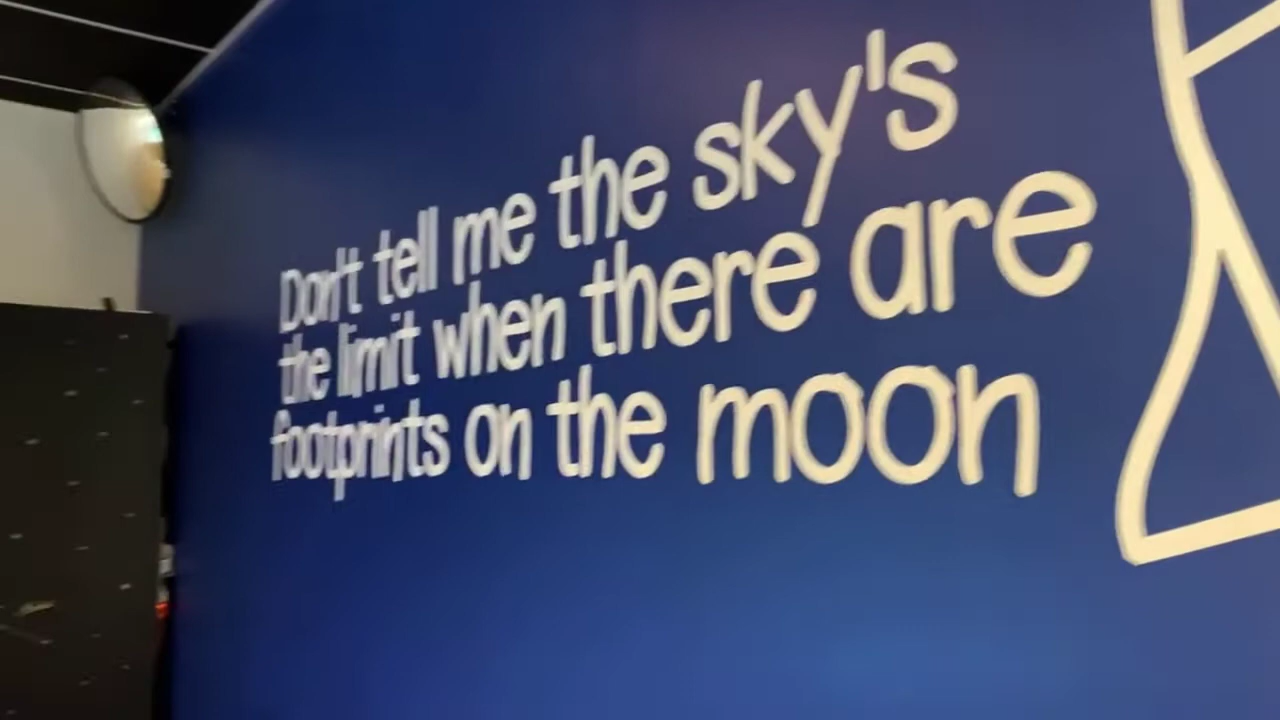 Don't tell me the sky's
the limit when there are
footprints on the moon